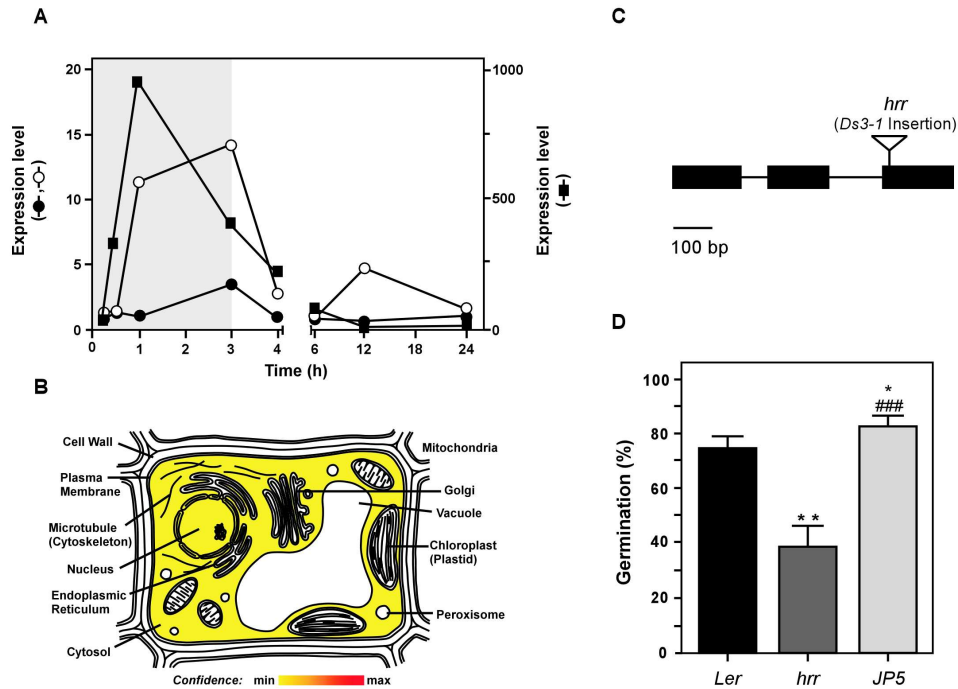 A
20
15
10
5
0
Expression level
(-●-,-○-)
1000
500
0
Expression level
(-■-)
0 1 2 3 4 6 12 18 24
Time (h)
B
Cell Wall
Plasma
Membrane
Microtubule
(Cytoskeleton)
Nucleus
Endoplasmic
Reticulum
Cytosol
Mitochondria
Golgi
Vacuole
Chloroplast
(Plastid)
Peroxisome
Confidence: min max
C
hrr
(Ds3-1 Insertion)
100 bp
D
100
80
60
40
20
0
Germination (%)
* *
*
###
Ler hrr JP5